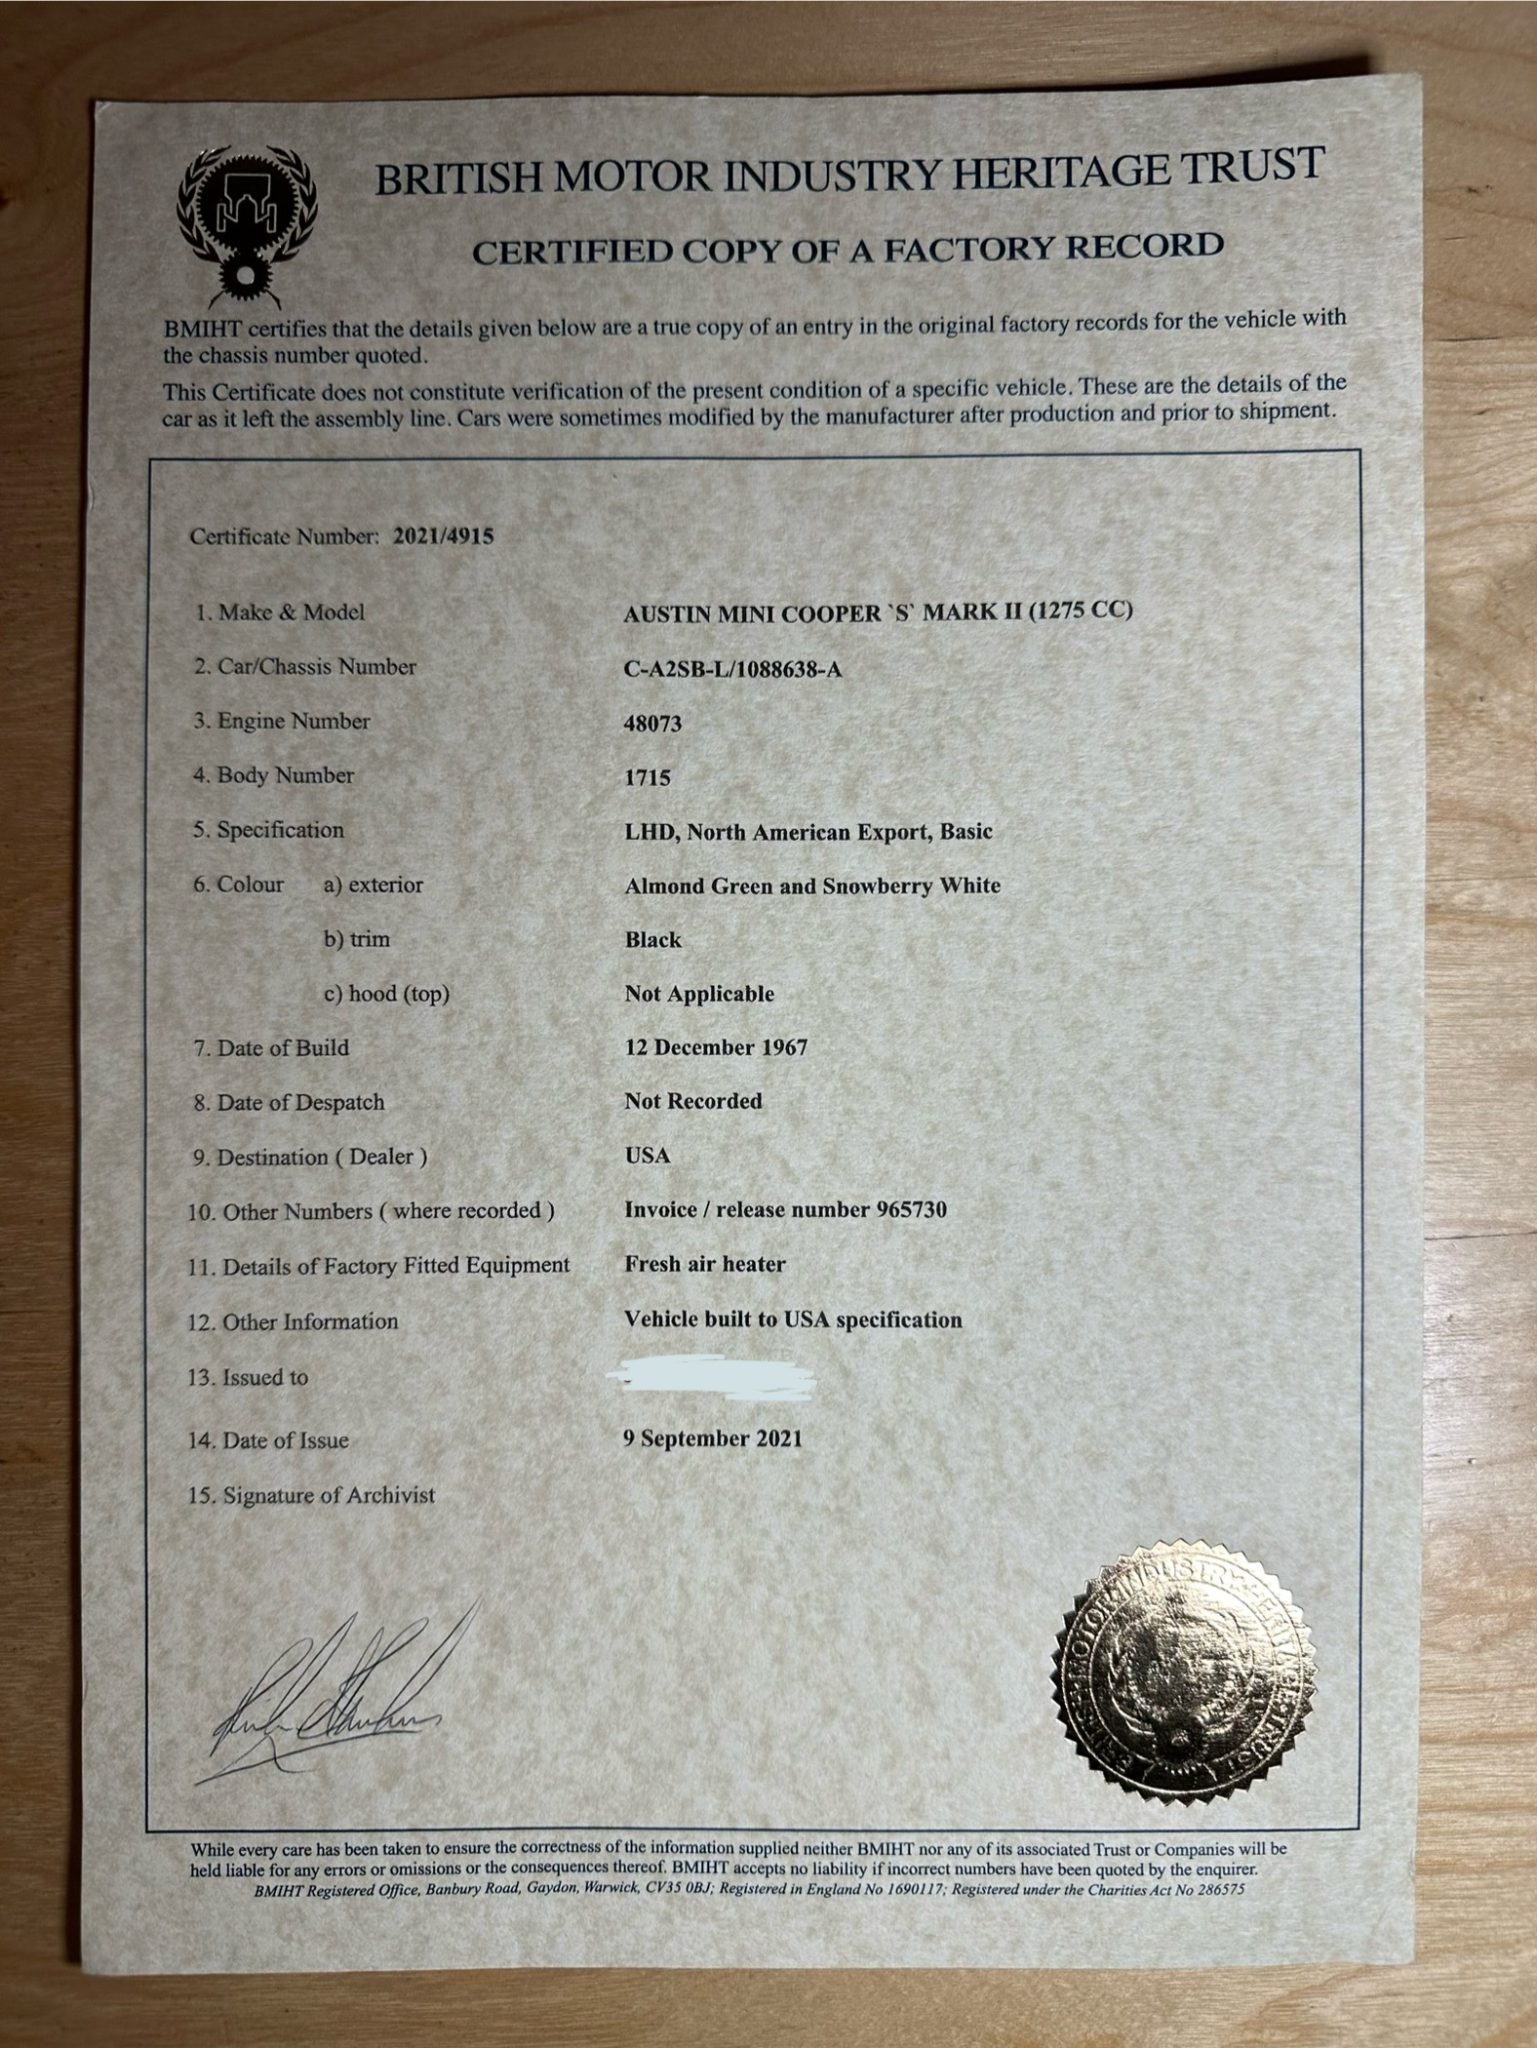 BRITISH MOTOR INDUSTRY HERITAGE TRUST
CERTIFIED COPY OF A FACTORY RECORD
BMIHT certifies that the details given below are a true copy of an entry in the original factory records for the vehicle with
the chassis number quoted.
This Certificate does not constitute verification of the present condition of a specific vehicle. These are the details of the
car as it left the assembly line. Cars were sometimes modified by the manufacturer after production and prior to shipment.
Certificate Number: 2021/4915
1. Make & Model AUSTIN MINI COOPER `S` MARK II (1275 CC)
2. Car/Chassis Number C-A2SB-L/1088638-A
3. Engine Number 48073
4. Body Number 1715
5. Specification LHD, North American Export, Basic
6. Colour a) exterior Almond Green and Snowberry White
b) trim Black
c) hood (top) Not Applicable
7. Date of Build 12 December 1967
8. Date of Despatch Not Recorded
9. Destination ( Dealer ) USA
10. Other Numbers ( where recorded ) Invoice / release number 965730
11. Details of Factory Fitted Equipment Fresh air heater
12. Other Information Vehicle built to USA specification
13. Issued to
14. Date of Issue 9 September 2021
15. Signature of Archivist
BRITISH MOTOR INDUSTRY HERITAGE TRUST
While every care has been taken to ensure the correctness of the information supplied neither BMIHT nor any of its associated Trust or Companies will be
held liable for any errors or omissions or the consequences thereof. BMIHT accepts no liability if incorrect numbers have been quoted by the enquirer.
BMIHT Registered Office, Banbury Road, Gaydon, Warwick, CV35 0BJ; Registered in England No 1690117; Registered under the Charities Act No 286575